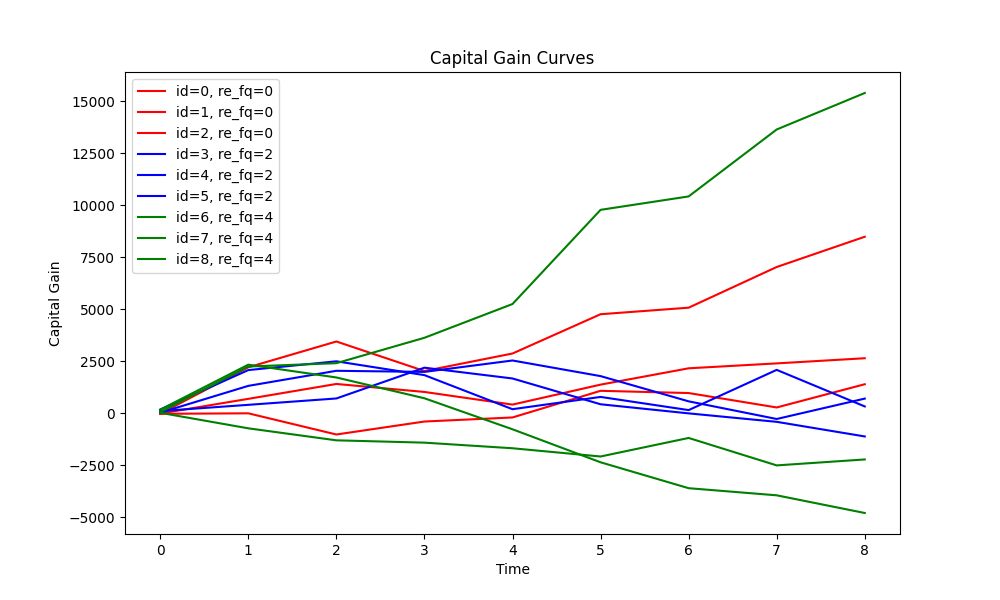 Capital Gain Curves
id=0, re_fq=0
id=1, re_fq=0
id=2, re_fq=0
id=3, re_fq=2
id=4, re_fq=2
id=5, re_fq=2
id=6, re_fq=4
id=7, re_fq=4
id=8, re_fq=4
Capital Gain
15000
12500
10000
7500
5000
2500
0
−2500
−5000
0 1 2 3 4 5 6 7 8
Time